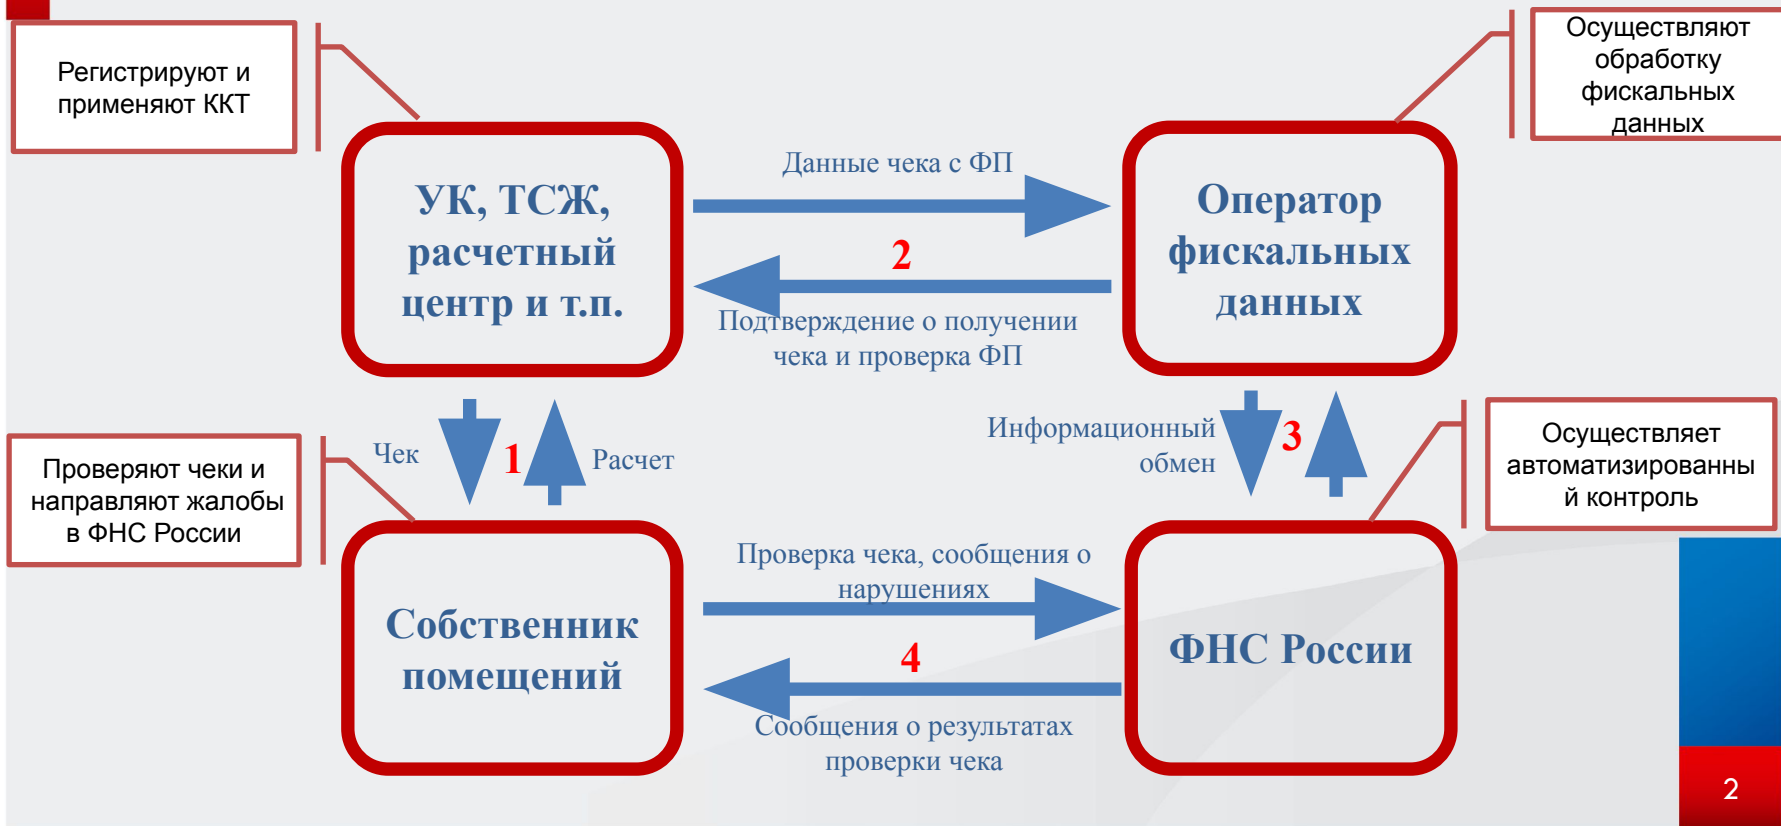 Регистрируют и
применяют ККТ
Осуществляют
обработку
фискальных
данных
УК, ТСЖ,
расчетный
центр и т.п.
Данные чека с ФП
2
Подтверждение о получении
чека и проверка ФП
Оператор
фискальных
данных
Чек
1
Расчет
Информационный
обмен
3
Проверяют чеки и
направляют жалобы
в ФНС России
Осуществляет
автоматизированны
й контроль
Собственник
помещений
Проверка чека, сообщения о
нарушениях
4
Сообщения о результатах
проверки чека
ФНС России
2